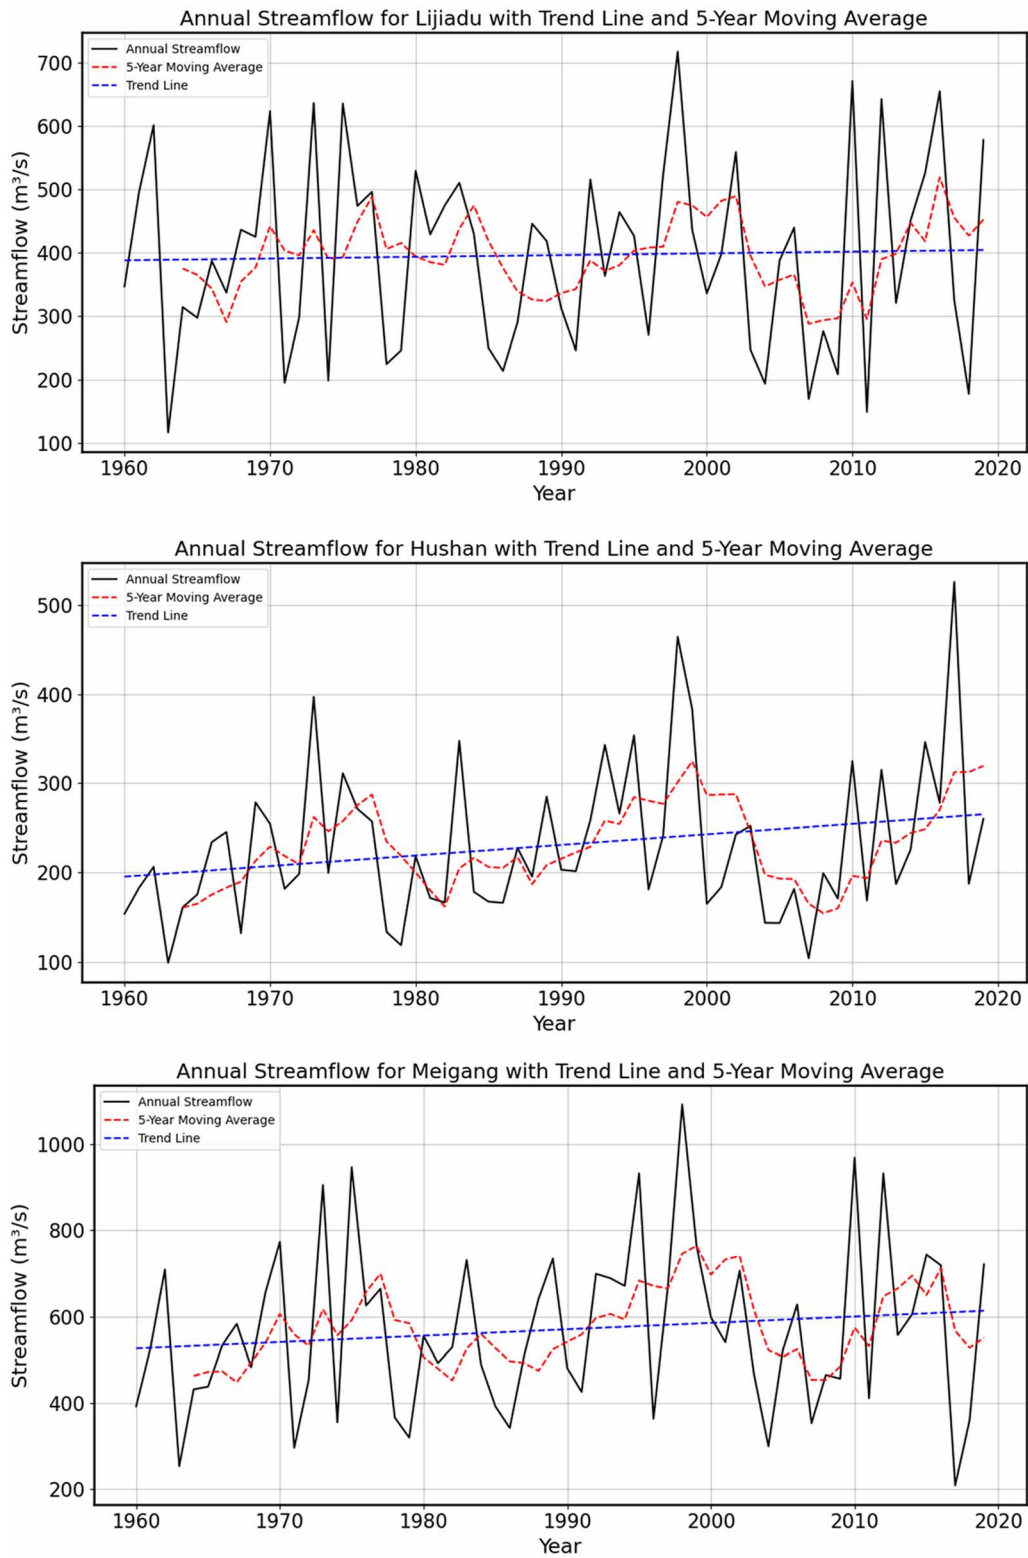 Annual Streamflow for Lijiadu with Trend Line and 5-Year Moving Average
Annual Streamflow
5-Year Moving Average
Trend Line
700
600
500
400
300
200
100
Streamflow (m³/s)
1960 1970 1980 1990 2000 2010 2020
Year
Annual Streamflow for Hushan with Trend Line and 5-Year Moving Average
Annual Streamflow
5-Year Moving Average
Trend Line
500
400
300
200
100
Streamflow (m³/s)
1960 1970 1980 1990 2000 2010 2020
Year
Annual Streamflow for Meigang with Trend Line and 5-Year Moving Average
Annual Streamflow
5-Year Moving Average
Trend Line
1000
800
600
400
200
Streamflow (m³/s)
1960 1970 1980 1990 2000 2010 2020
Year